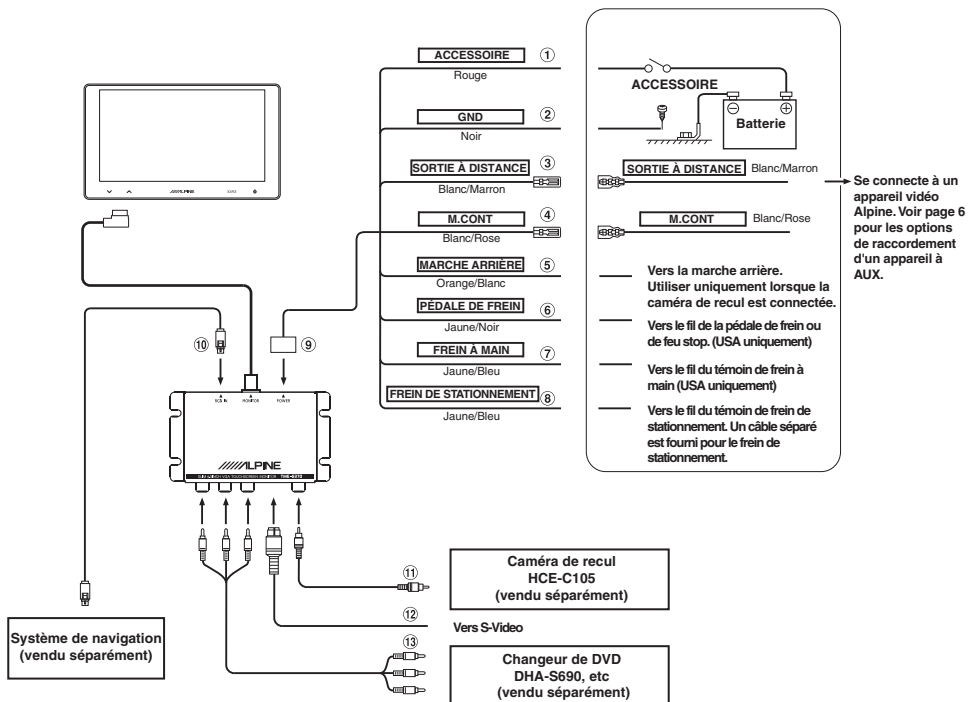 ACCESSOIRE
①
Rouge
GND
②
Noir
SORTIE À DISTANCE
③
Blanc/Marron
M.CONT
④
Blanc/Rose
MARCHE ARRIÈRE
⑤
Orange/Blanc
PÉDALE DE FREIN
⑥
Jaune/Noir
FREIN À MAIN
⑦
Jaune/Bleu
FREIN DE STATIONNEMENT
⑧
Jaune/Bleu
ACCESSOIRE
Batterie
SORTIE À DISTANCE
Blanc/Marron
M.CONT
Blanc/Rose
Se connecte à un
appareil vidéo
Alpine. Voir page 6
pour les options
de raccordement
d'un appareil à
AUX.
Vers la marche arrière.
Utiliser uniquement lorsque la
caméra de recul est connectée.
Vers le fil de la pédale de frein ou
de feu stop. (USA uniquement)
Vers le fil du témoin de frein à
main (USA uniquement)
Vers le fil du témoin de frein de
stationnement. Un câble séparé
est fourni pour le frein de
stationnement.
ALPINE
⑩
⑨
RGB IN
MONITOR
POWER
ALPINE
⑪
Caméra de recul
HCE-C105
(vendu séparément)
⑫
Vers S-Video
⑬
Changeur de DVD
DHA-S690, etc
(vendu séparément)
Système de navigation
(vendu séparément)